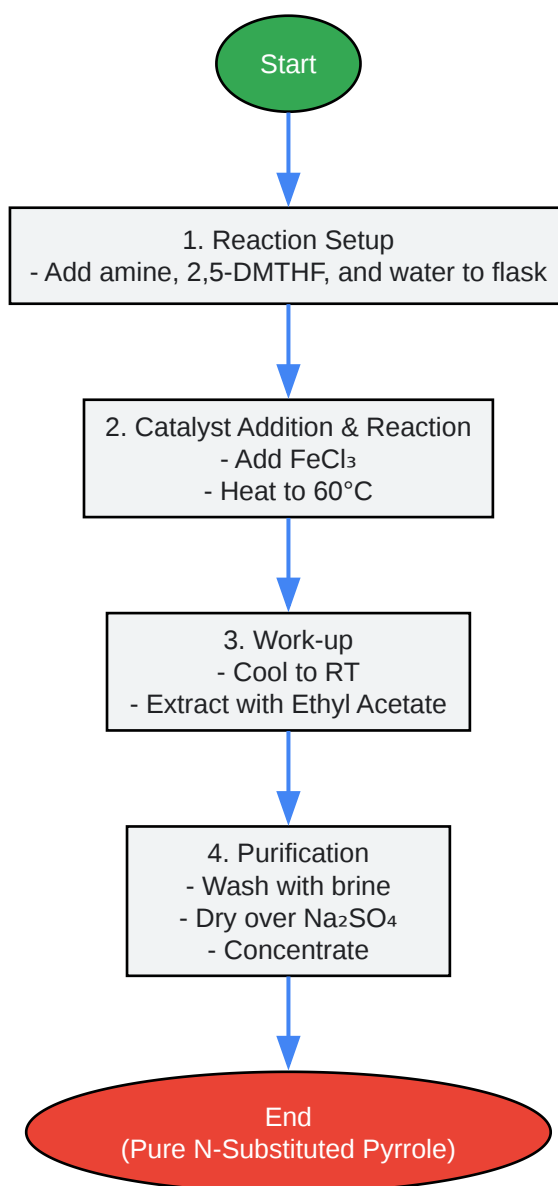 Start
1. Reaction Setup
- Add amine, 2,5-DMTHF, and water to flask
2. Catalyst Addition & Reaction
- Add FeCl₃
- Heat to 60°C
3. Work-up
- Cool to RT
- Extract with Ethyl Acetate
4. Purification
- Wash with brine
- Dry over Na₂SO₄
- Concentrate
End
(Pure N-Substituted Pyrrole)